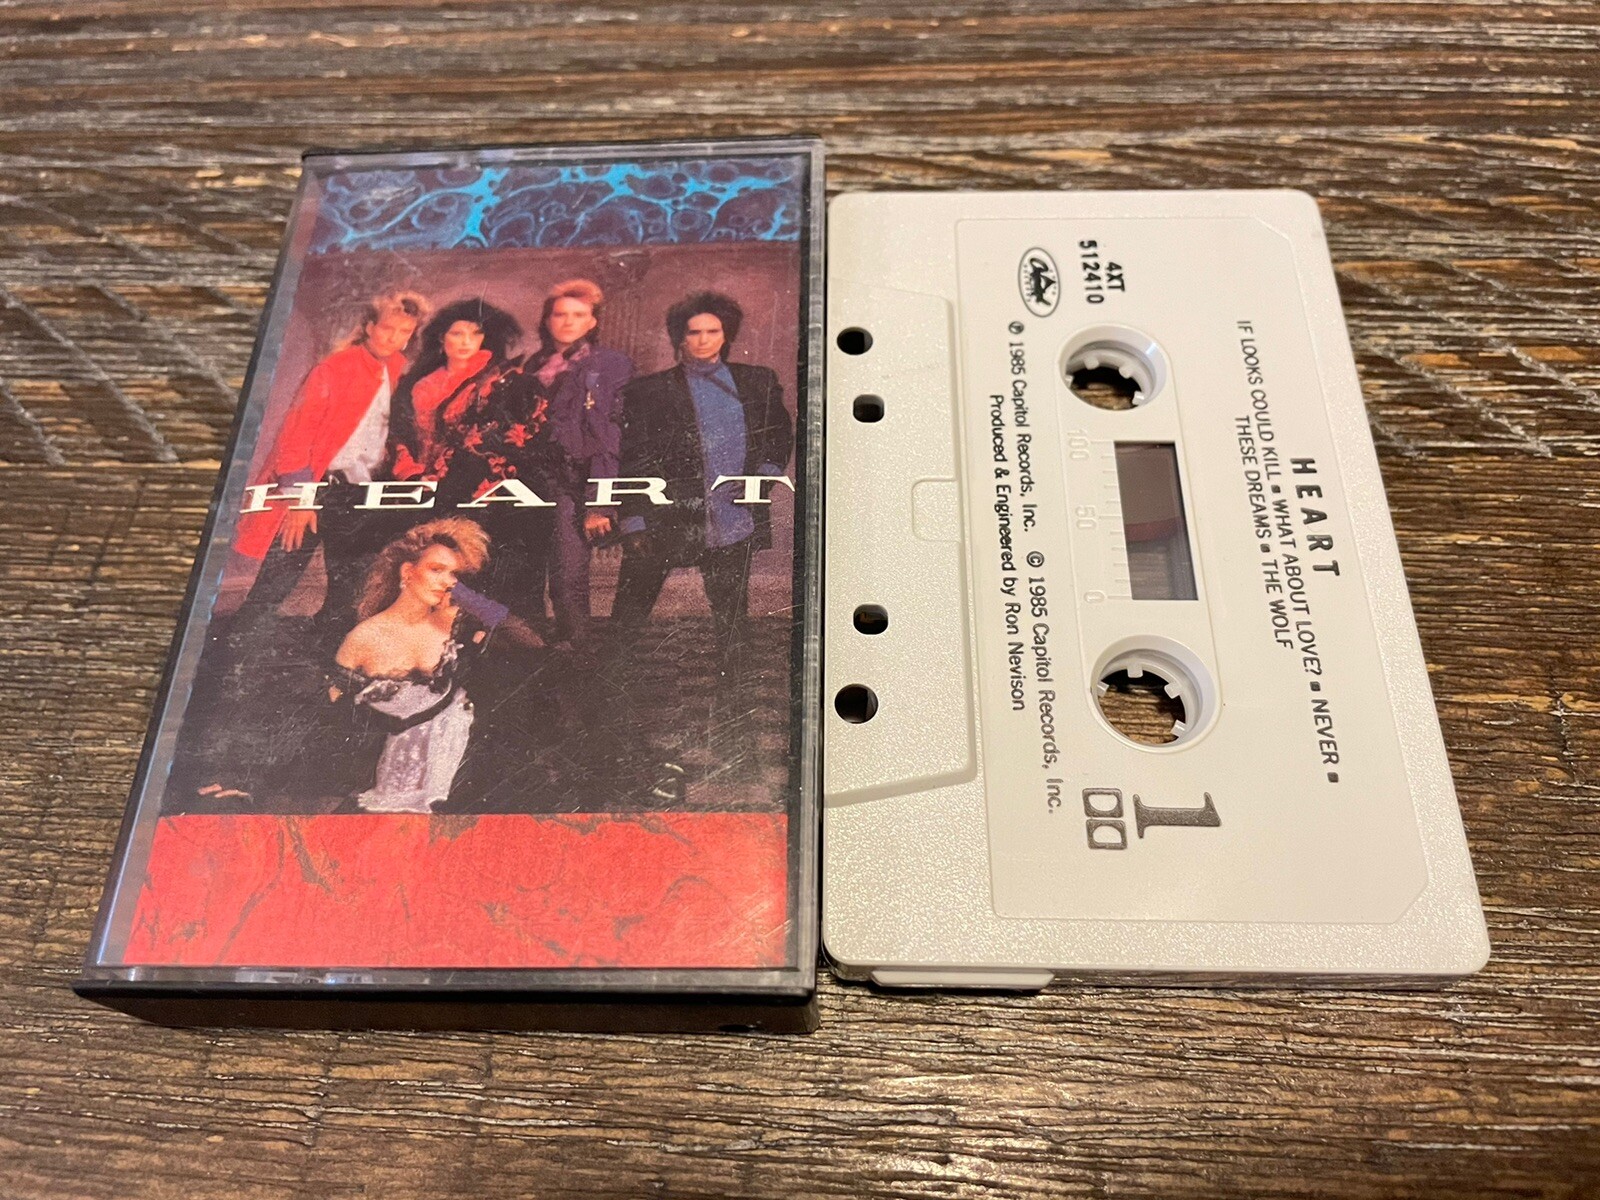 HEART
HEART
IF LOOKS COULD KILL ■ WHAT ABOUT LOVE? ■ NEVER ■
THESE DREAMS ■ THE WOLF
4XT
512410
1
100 50 0
Capitol
℗ 1985 Capitol Records, Inc. © 1985 Capitol Records, Inc.
Produced & Engineered by Ron Nevison